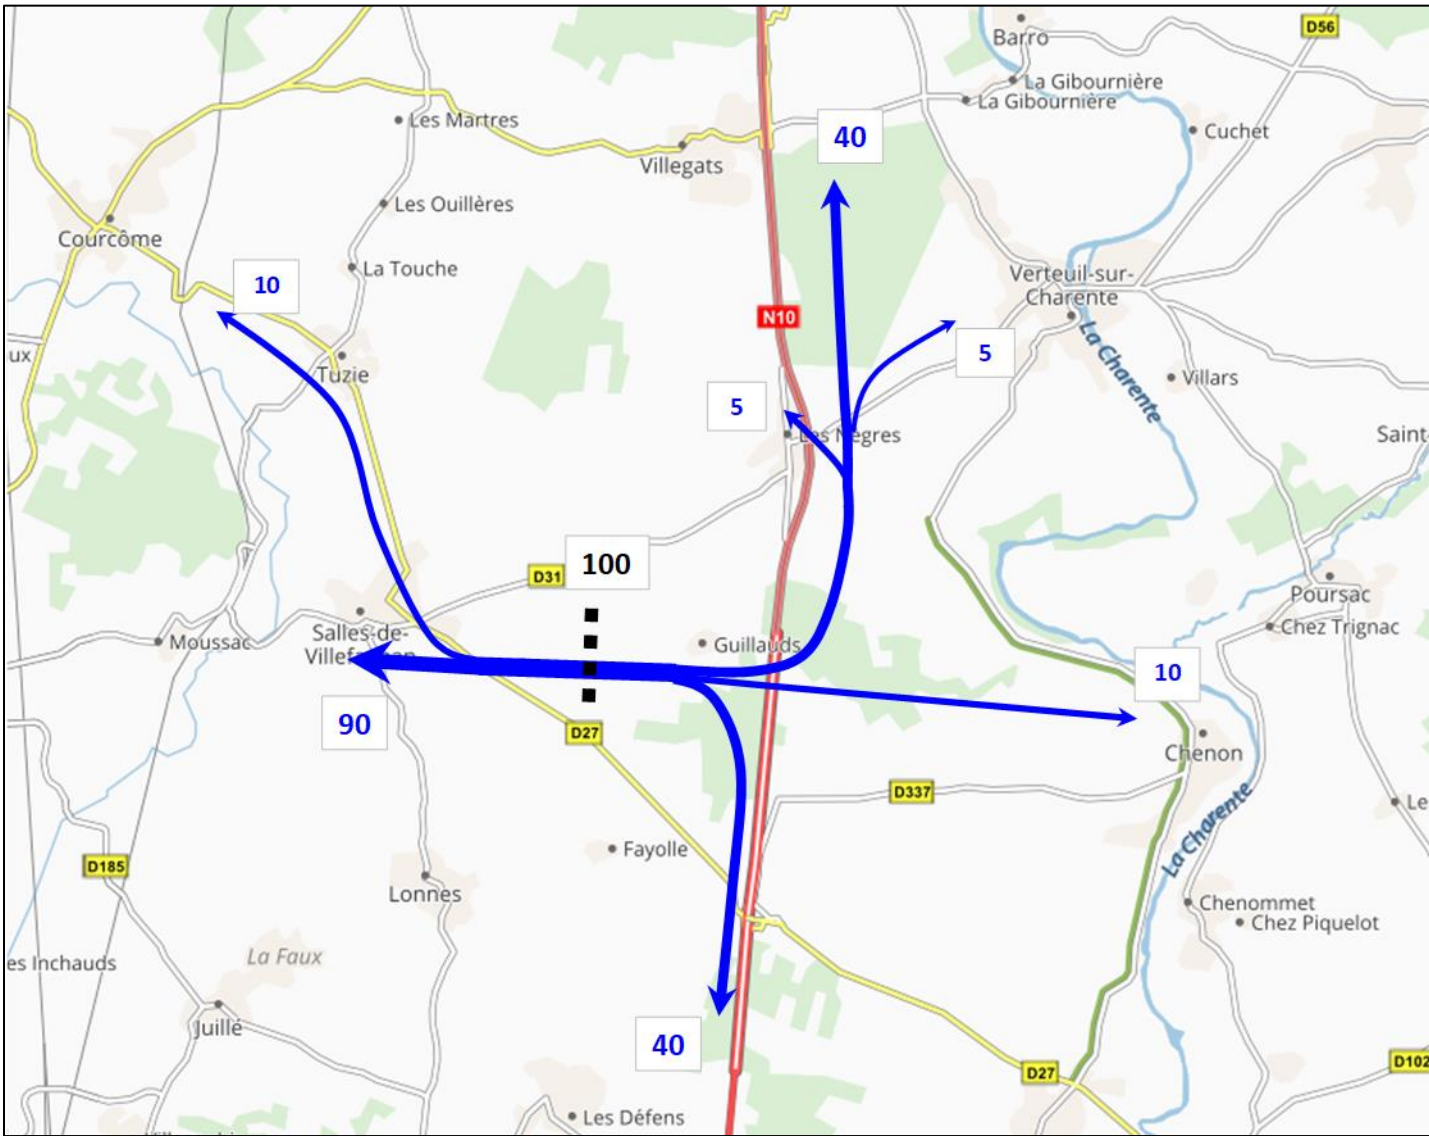 D56
Barro
La Gibournière
La Gibournière
Les Martres
40
Cuchet
Villegats
Les Ouillères
Courcôme
La Touche
10
Verteuil-sur-
Charente
N10
ux
Tuzie
5
La Charente
Villars
5
Les Nègres
Saint-
D31
100
Poursac
Salles-de-
Moussac
Guillauds
Chez Trignac
10
90
D27
Chenon
D337
Le
La Charente
D185
Fayolle
Lonnes
Chenommet
Chez Piquelot
La Faux
es Inchauds
Juillé
40
D27
D102
Les Défens